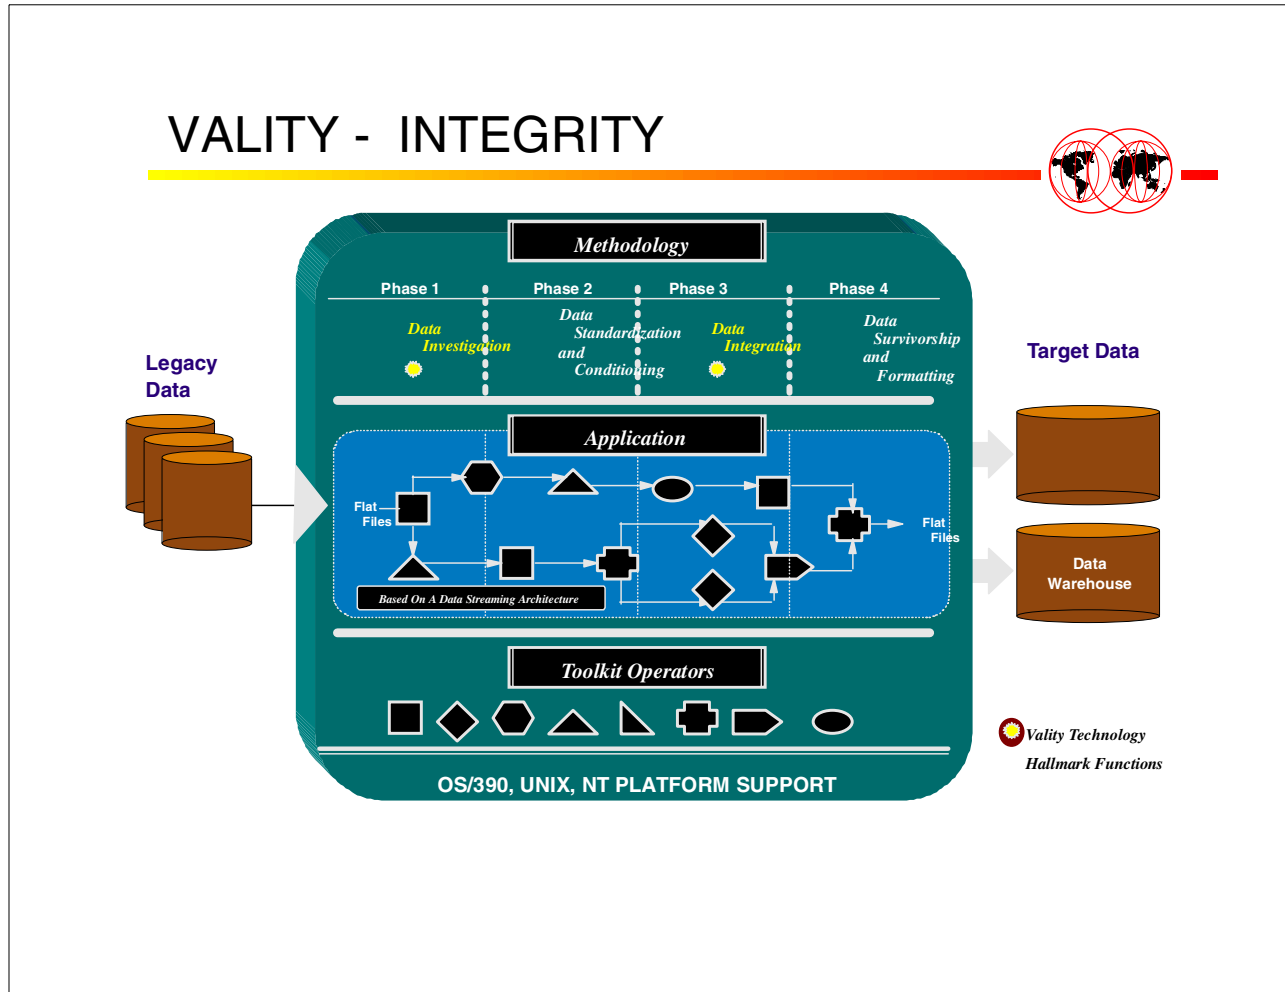 VALITY - INTEGRITY
Methodology
Phase 1
Phase 2
Phase 3
Phase 4
Data
Investigation
Data
Standardization
and
Conditioning
Data
Integration
Data
Survivorship
and
Formatting
Legacy
Data
Target Data
Application
Flat
Files
Flat
Files
Based On A Data Streaming Architecture
Data
Warehouse
Toolkit Operators
Vality Technology
Hallmark Functions
OS/390, UNIX, NT PLATFORM SUPPORT